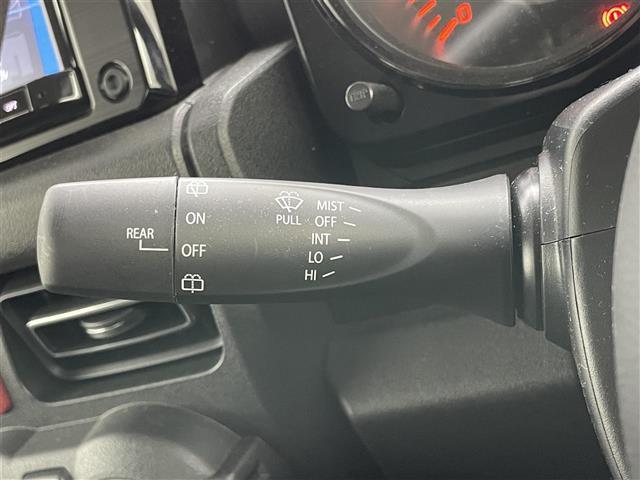 MIST
OFF
INT
LO
HI
PULL
ON
REAR
OFF